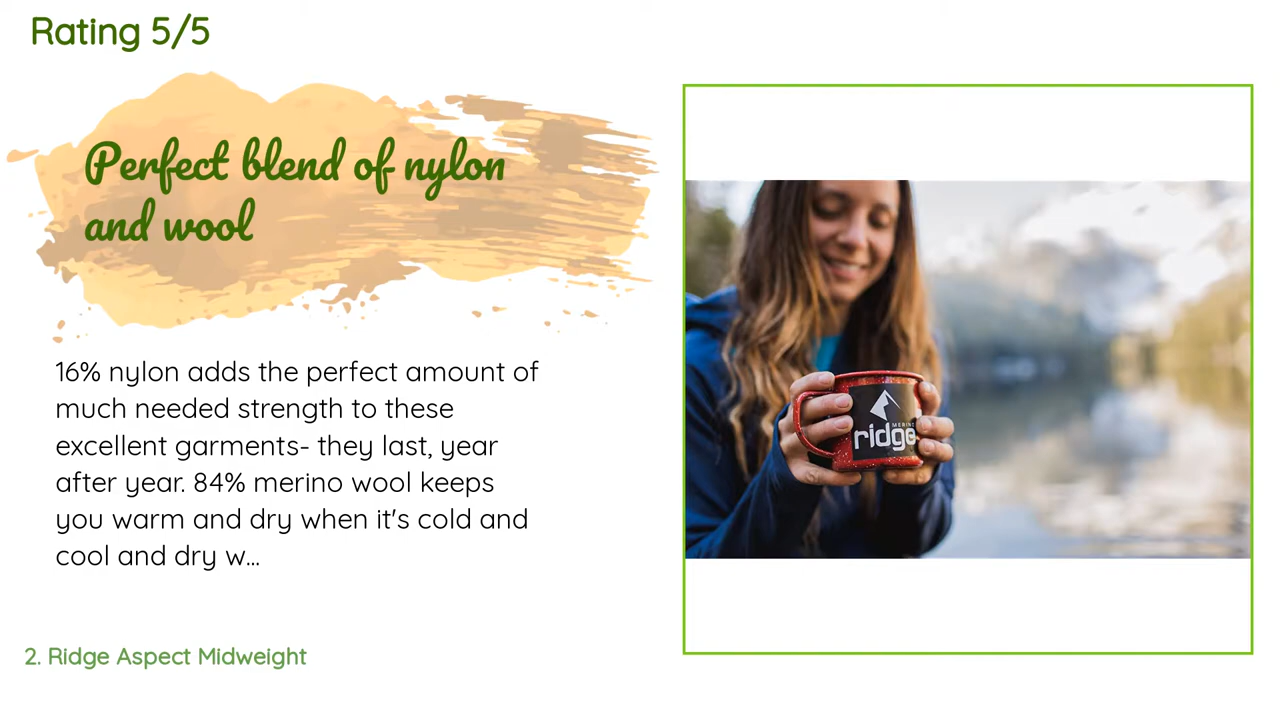 Rating 5/5
Perfect blend of nylon
and wool
16% nylon adds the perfect amount of
much needed strength to these
excellent garments- they last, year
after year. 84% merino wool keeps
you warm and dry when it's cold and
cool and dry w...
MERINO
ridge
2. Ridge Aspect Midweight